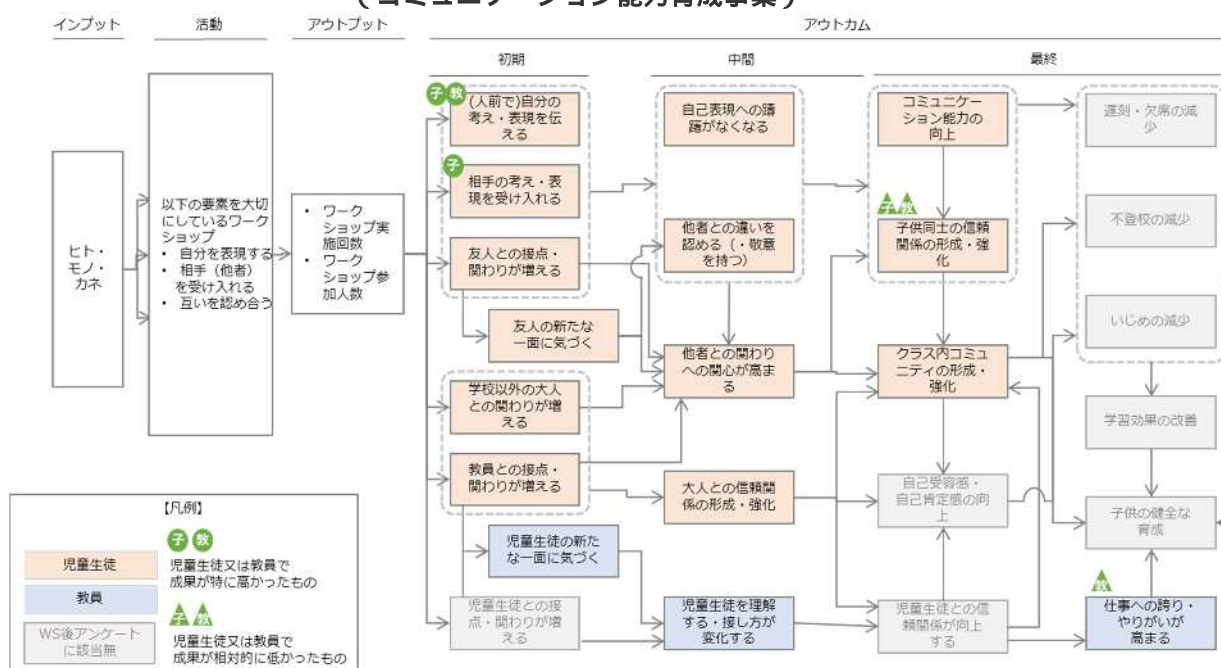 (コミュニケーション能力育成事業)
インプット
活動
アウトプット
アウトカム
初期
中間
最終
ヒト・
モノ・
カネ
以下の要素を大切
にしているワーク
ショップ
• 自分を表現する
• 相手（他者）
を受け入れる
• 互いを認め合う
• ワーク
ショップ実
施回数
• ワーク
ショップ参
加人数
子 教
(人前で)自分の
考え・表現を伝
える
子
相手の考え・表
現を受け入れる
友人との接点・
関わりが増える
友人の新たな
一面に気づく
学校以外の大人
との関わりが増
える
教員との接点・
関わりが増える
児童生徒の新た
な一面に気づく
児童生徒との接
点・関わりが増
える
自己表現への躊
躇がなくなる
他者との違いを
認める（・敬意
を持つ）
他者との関わり
への関心が高ま
る
大人との信頼関
係の形成・強化
児童生徒を理解
する・接し方が
変化する
コミュニケー
ション能力の
向上
子 教
子供同士の信頼
関係の形成・強
化
クラス内コミュ
ニティの形成・
強化
自己受容感・
自己肯定感の向
上
児童生徒との信
頼関係が向上
する
遅刻・欠席の減
少
不登校の減少
いじめの減少
学習効果の改善
子供の健全な
育成
教
仕事への誇り・
やりがいが
高まる
【凡例】
児童生徒
教員
WS後アンケート
に該当無
子 教
児童生徒又は教員で
成果が特に高かったもの
子 教
児童生徒又は教員で
成果が相対的に低かったもの